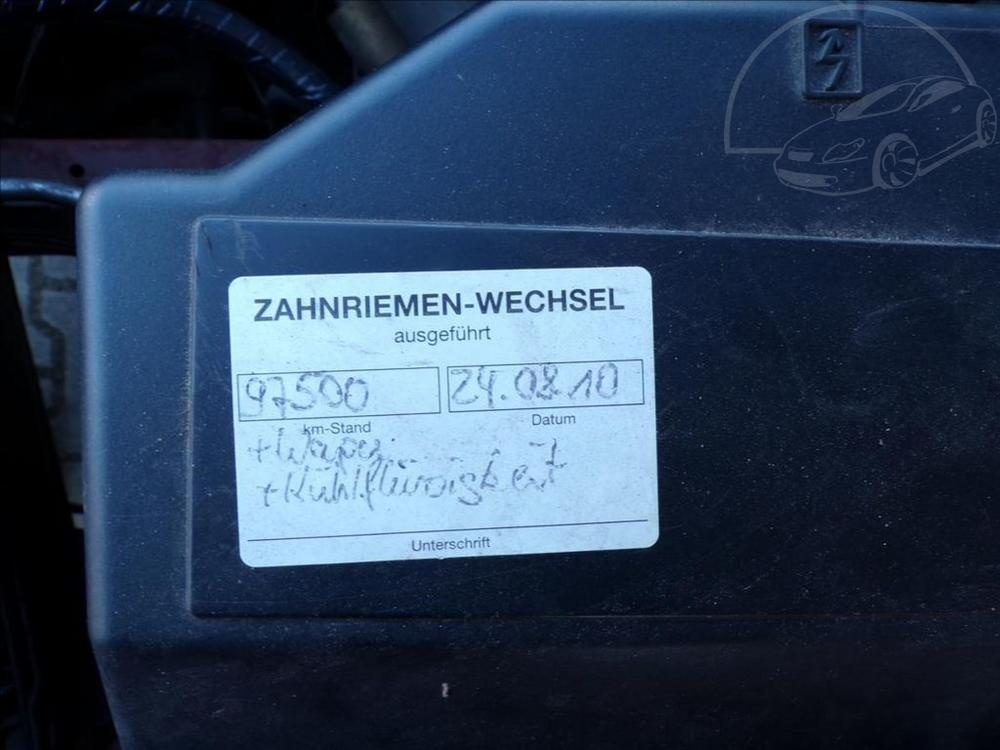 ZAHNRIEMEN-WECHSEL
ausgeführt
97500 24.08.10
km-Stand Datum
+Wapu
+Kühlflüssigkeit
Unterschrift